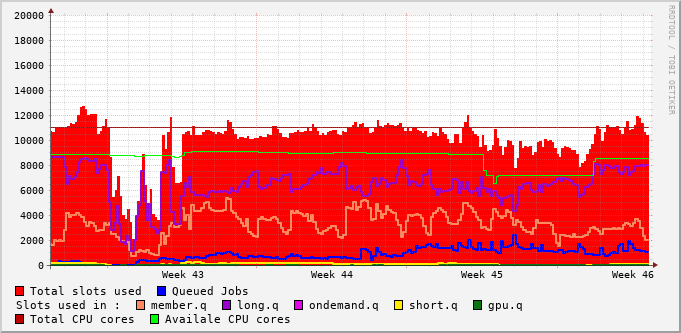 20000
18000
16000
14000
12000
10000
8000
6000
4000
2000
0
Week 43 Week 44 Week 45 Week 46
RRDTOOL / TOBI OETIKER
Total slots used Queued Jobs
Slots used in : member.q long.q ondemand.q short.q gpu.q
Total CPU cores Availale CPU cores